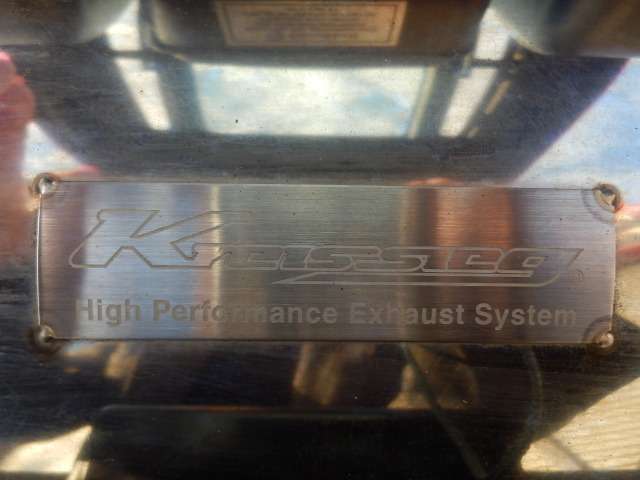 Kreissieg
High Performance Exhaust System